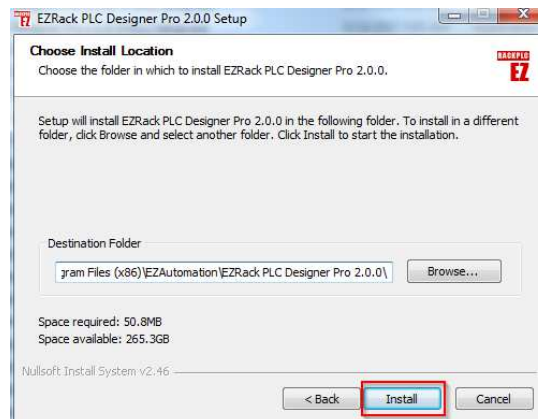 EZRack PLC Designer Pro 2.0.0 Setup
Choose Install Location
Choose the folder in which to install EZRack PLC Designer Pro 2.0.0.
RACKPLC
EZ
Setup will install EZRack PLC Designer Pro 2.0.0 in the following folder. To install in a different
folder, click Browse and select another folder. Click Install to start the installation.
Destination Folder
gram Files (x86)\EZAutomation\EZRack PLC Designer Pro 2.0.0\
Browse...
Space required: 50.8MB
Space available: 265.3GB
Nullsoft Install System v2.46
< Back
Install
Cancel